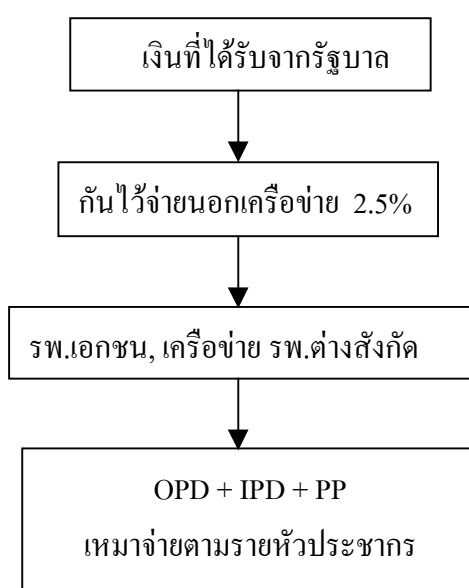 เงินที่ได้รับจากรัฐบาล
กันไว้จ่ายนอกเครือข่าย 2.5%
รพ.เอกชน, เครือข่าย รพ.ต่างสังกัด
OPD + IPD + PP
เหมาจ่ายตามรายหัวประชากร